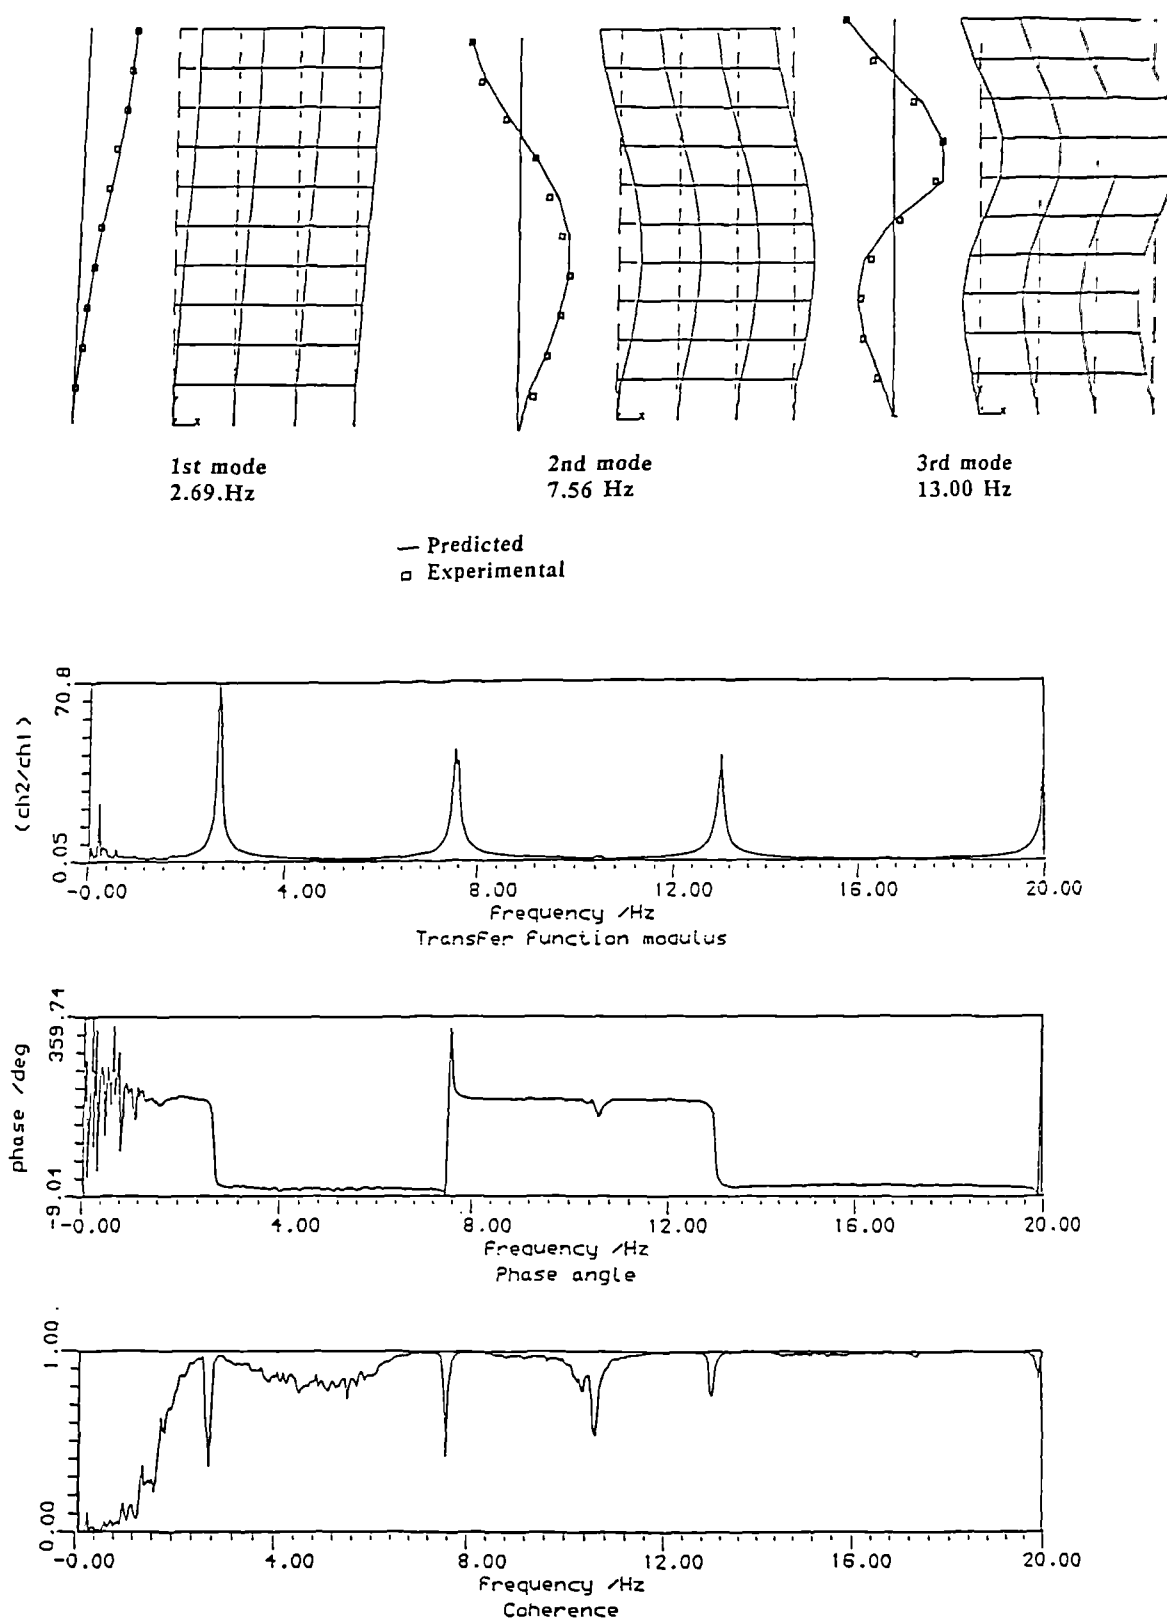 1st mode
2.69.Hz
2nd mode
7.56 Hz
3rd mode
13.00 Hz
— Predicted
□ Experimental
70.8
(ch2/ch1)
0.05
-0.00 4.00 8.00 12.00 16.00 20.00
Frequency /Hz
Transfer function modulus
359.71
phase /deg
-9.01
-0.00 4.00 8.00 12.00 16.00 20.00
Frequency /Hz
Phase angle
1.00
0.00
-0.00 4.00 8.00 12.00 16.00 20.00
Frequency /Hz
Coherence